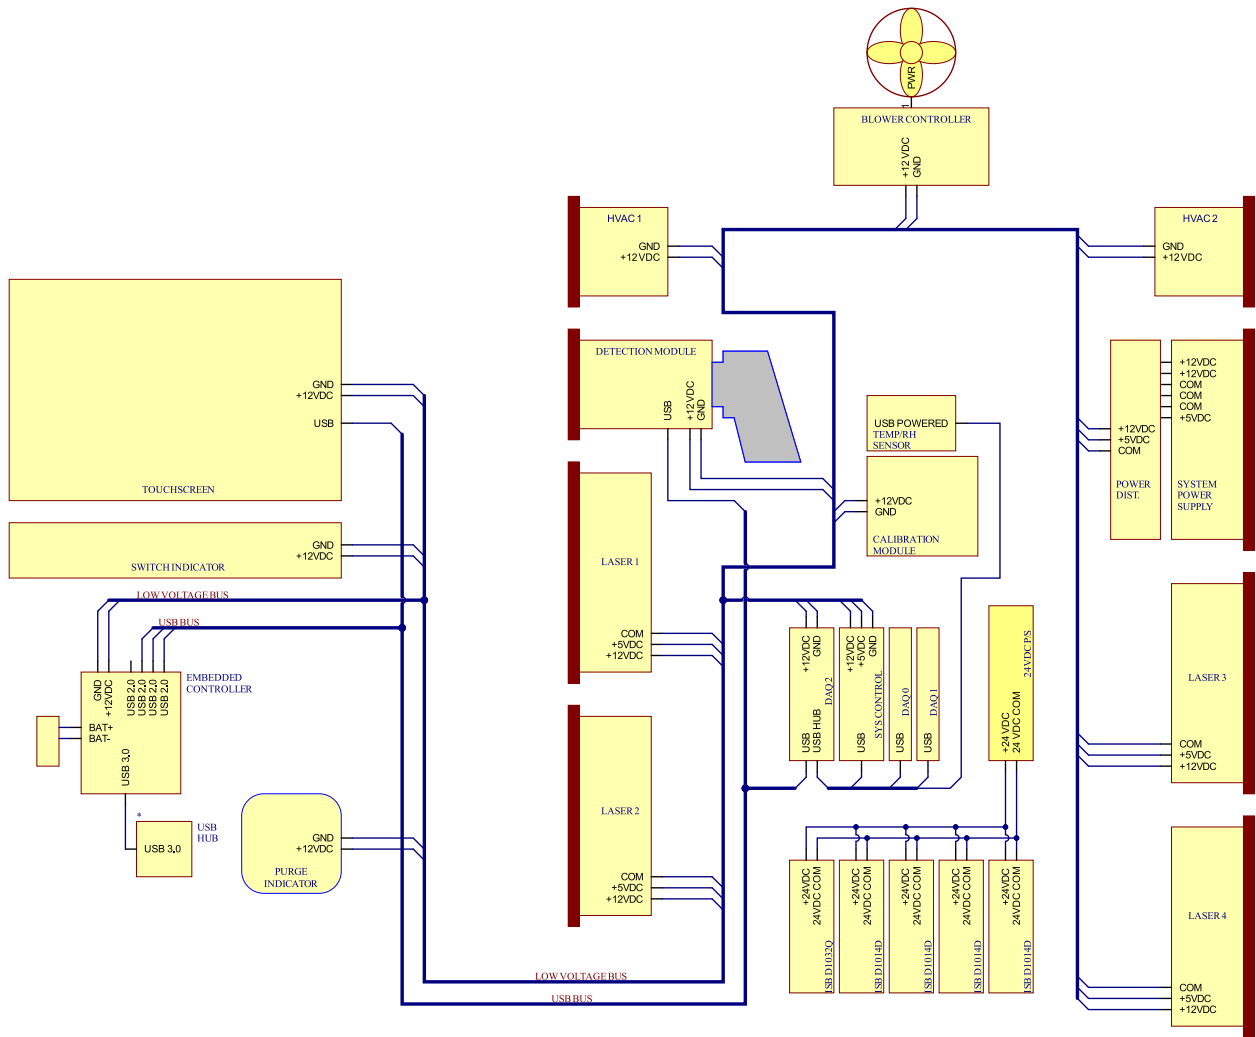 PWR
1
BLOWER CONTROLLER
+12VDC
GND
HVAC 1
GND
+12VDC
HVAC 2
GND
+12VDC
TOUCHSCREEN
GND
+12VDC
USB
DETECTION MODULE
USB
+12VDC
GND
USB POWERED
TEMP/RH
SENSOR
+12VDC
GND
CALIBRATION
MODULE
+12VDC
+5VDC
COM
POWER
DIST.
+12VDC
+12VDC
COM
COM
COM
+5VDC
SYSTEM
POWER
SUPPLY
SWITCH INDICATOR
GND
+12VDC
LASER 1
COM
+5VDC
+12VDC
LOW VOLTAGE BUS
USB BUS
GND
+12VDC
USB 2.0
USB 2.0
USB 2.0
USB 2.0
EMBEDDED
CONTROLLER
BAT+
BAT-
USB 3.0
*
USB 3.0
USB
HUB
GND
+12VDC
PURGE
INDICATOR
LASER 2
COM
+5VDC
+12VDC
+12VDC
GND
DAQ 2
USB
USB HUB
+12VDC
+5VDC
GND
SYS CONTROL
USB
DAQ 0
USB
DAQ 1
USB
24VDC P/S
+24 VDC
24 VDC COM
LASER 3
COM
+5VDC
+12VDC
+24VDC
24VDC COM
ISB D1032Q
+24VDC
24VDC COM
ISB D1014D
+24VDC
24VDC COM
ISB D1014D
+24VDC
24VDC COM
ISB D1014D
+24VDC
24VDC COM
ISB D1014D
LASER 4
COM
+5VDC
+12VDC
LOW VOLTAGE BUS
USB BUS